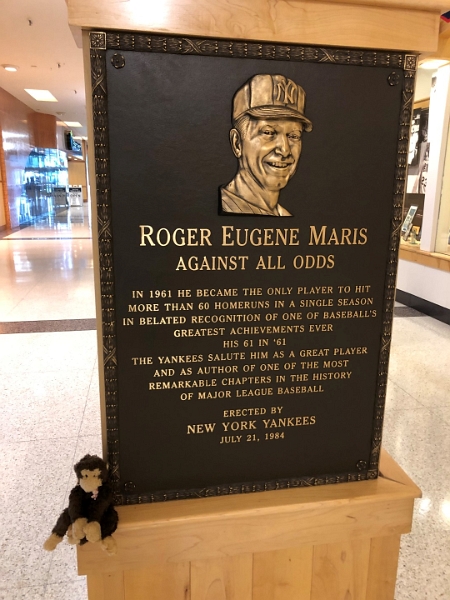 NY
ROGER EUGENE MARIS
AGAINST ALL ODDS
IN 1961 HE BECAME THE ONLY PLAYER TO HIT
MORE THAN 60 HOMERUNS IN A SINGLE SEASON
IN BELATED RECOGNITION OF ONE OF BASEBALL'S
GREATEST ACHIEVEMENTS EVER
HIS 61 IN '61
THE YANKEES SALUTE HIM AS A GREAT PLAYER
AND AS AUTHOR OF ONE OF THE MOST
REMARKABLE CHAPTERS IN THE HISTORY
OF MAJOR LEAGUE BASEBALL
ERECTED BY
NEW YORK YANKEES
JULY 21, 1984